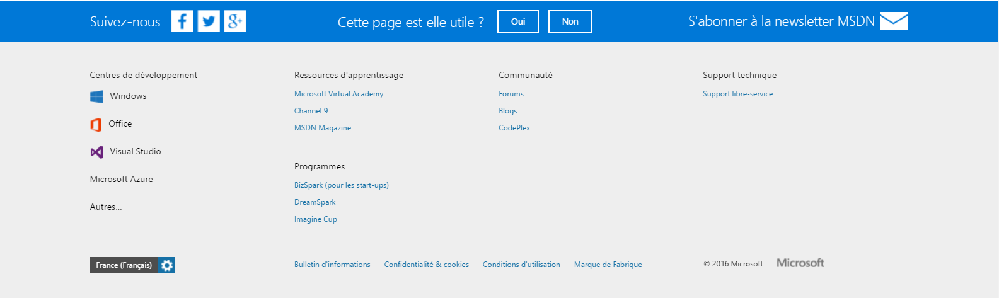 Suivez-nous
Cette page est-elle utile ?
Oui
Non
S'abonner à la newsletter MSDN
Centres de développement
Windows
Office
Visual Studio
Microsoft Azure
Autres...
Ressources d'apprentissage
Microsoft Virtual Academy
Channel 9
MSDN Magazine
Programmes
BizSpark (pour les start-ups)
DreamSpark
Imagine Cup
Communauté
Forums
Blogs
CodePlex
Support technique
Support libre-service
France (Français)
Bulletin d'informations
Confidentialité & cookies
Conditions d'utilisation
Marque de Fabrique
© 2016 Microsoft
Microsoft